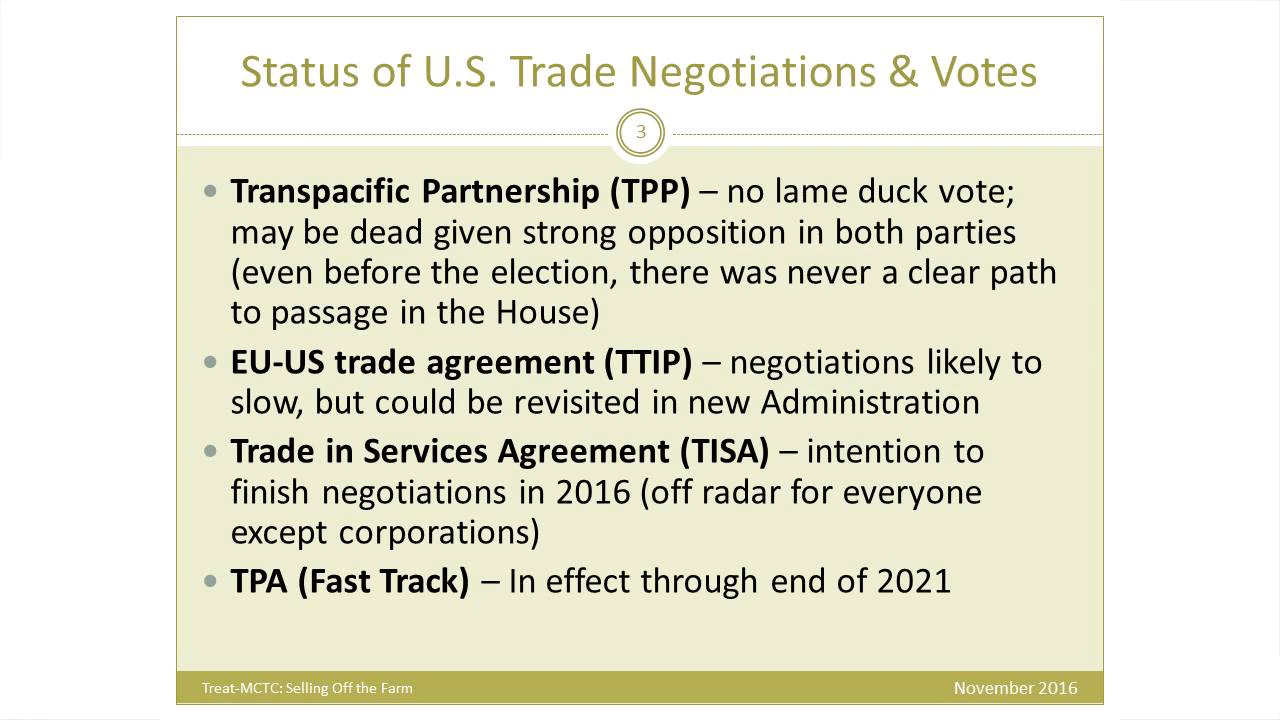 Status of U.S. Trade Negotiations & Votes
3
• Transpacific Partnership (TPP) – no lame duck vote;
may be dead given strong opposition in both parties
(even before the election, there was never a clear path
to passage in the House)
• EU-US trade agreement (TTIP) – negotiations likely to
slow, but could be revisited in new Administration
• Trade in Services Agreement (TISA) – intention to
finish negotiations in 2016 (off radar for everyone
except corporations)
• TPA (Fast Track) – In effect through end of 2021
Treat-MCTC: Selling Off the Farm
November 2016